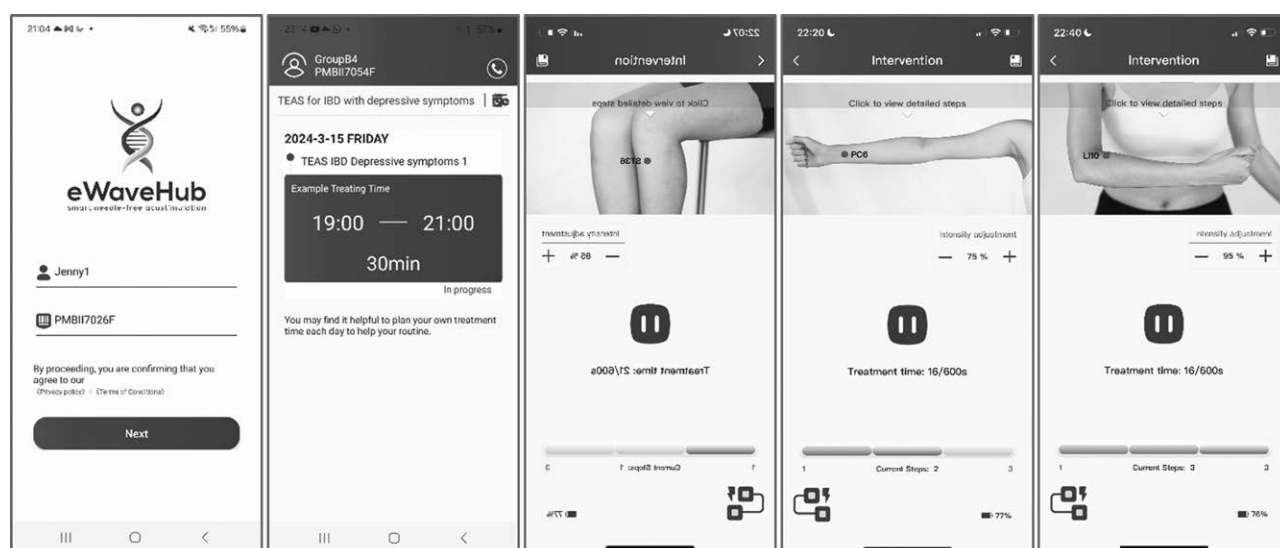 21:04
55%
eWaveHub
smart needle-free acustimulation
Jenny1
PMBII7026F
By proceeding, you are confirming that you
agree to our
(Privacy policy) (Terms of Conditions)
Next
57%
GroupB4
PMBII7054F
TEAS for IBD with depressive symptoms
2024-3-15 FRIDAY
TEAS IBD Depressive symptoms 1
Example Treating Time
19:00 — 21:00
30min
In progress
You may find it helpful to plan your own treatment
time each day to help your routine.
22:07
Intervention
Click to view detailed steps
ST36
Intensity adjustment
— 85 % +
Treatment time: 21/600s
1 Current Steps: 1 3
77%
22:20
Intervention
Click to view detailed steps
PC6
Intensity adjustment
— 75 % +
Treatment time: 16/600s
1 Current Steps: 2 3
77%
22:40
Intervention
Click to view detailed steps
LI10
Intensity adjustment
— 95 % +
Treatment time: 16/600s
1 Current Steps: 3 3
76%